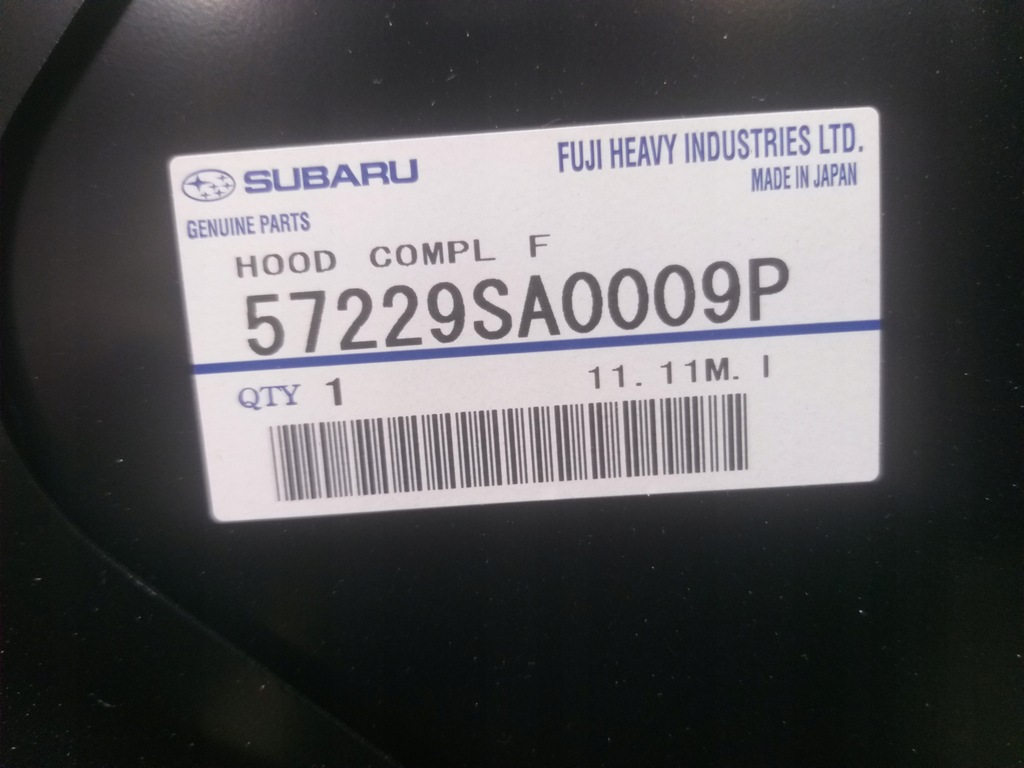 SUBARU
FUJI HEAVY INDUSTRIES LTD.
MADE IN JAPAN
GENUINE PARTS
HOOD COMPL F
57229SA0009P
QTY 1
11. 11M. I